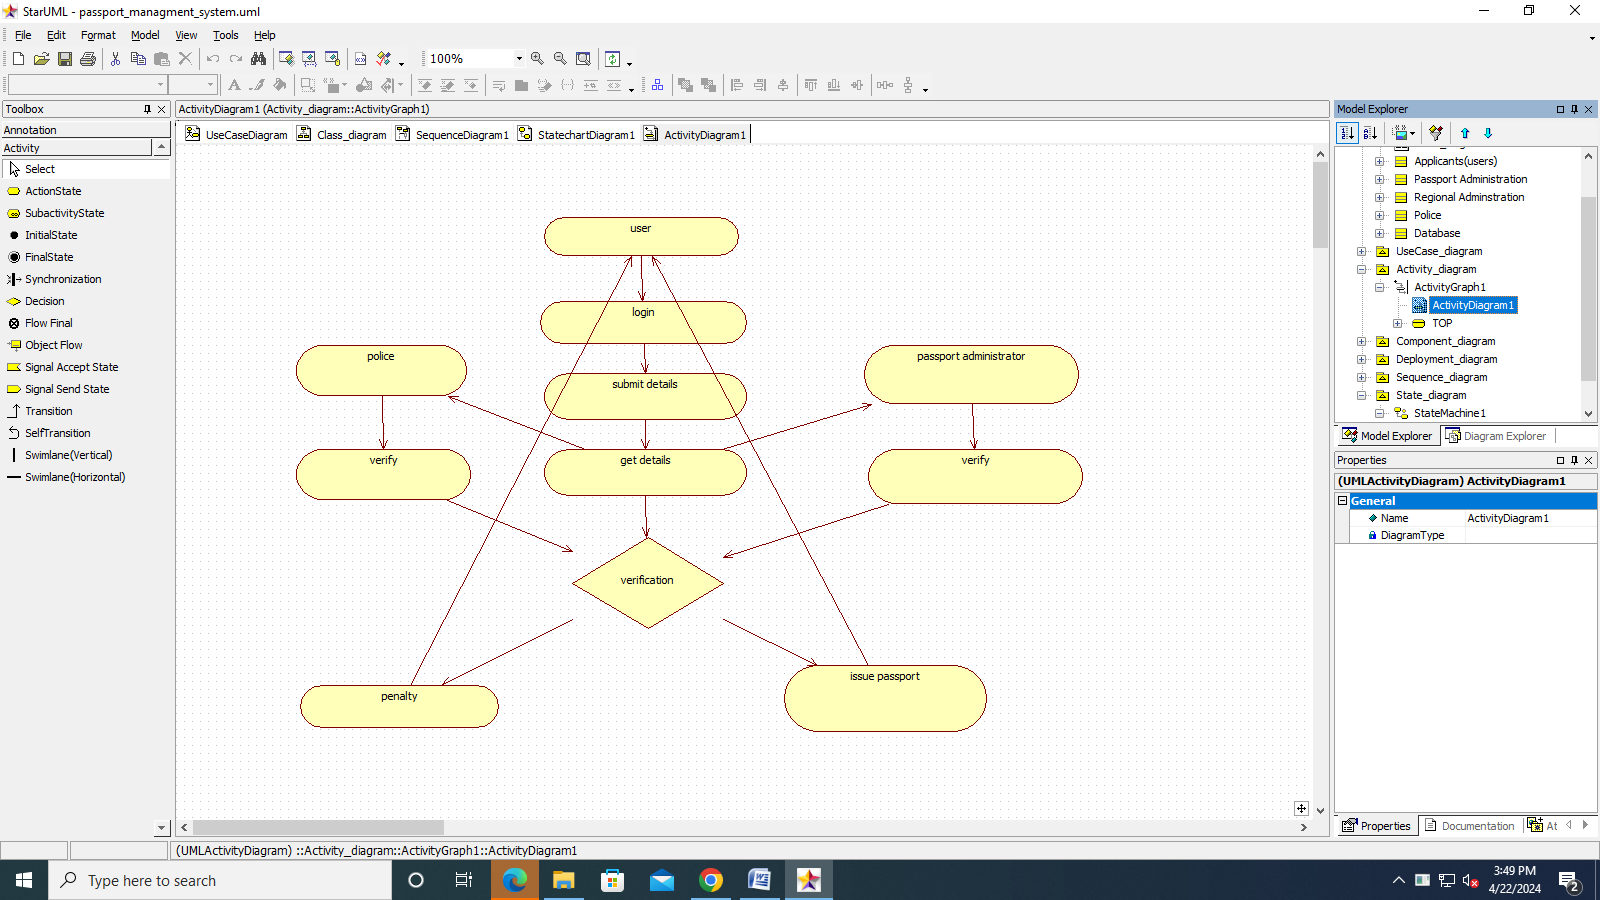 StarUML - passport_managment_system.uml
File Edit Format Model View Tools Help
100%
Toolbox
ActivityDiagram1 (Activity_diagram::ActivityGraph1)
Model Explorer
Annotation
Activity
UseCaseDiagram Class_diagram SequenceDiagram1 StatechartDiagram1 ActivityDiagram1
Select
ActionState
SubactivityState
InitialState
FinalState
Synchronization
Decision
Flow Final
Object Flow
Signal Accept State
Signal Send State
Transition
SelfTransition
Swimlane(Vertical)
Swimlane(Horizontal)
user
login
police
passport administrator
submit details
verify
get details
verify
verification
penalty
issue passport
Applicants(users)
Passport Administration
Regional Adminstration
Police
Database
UseCase_diagram
Activity_diagram
ActivityGraph1
ActivityDiagram1
TOP
Component_diagram
Deployment_diagram
Sequence_diagram
State_diagram
StateMachine1
Model Explorer Diagram Explorer
Properties
(UMLActivityDiagram) ActivityDiagram1
General
Name ActivityDiagram1
DiagramType
Properties Documentation At
(UMLActivityDiagram) ::Activity_diagram::ActivityGraph1::ActivityDiagram1
Type here to search
3:49 PM
4/22/2024
2